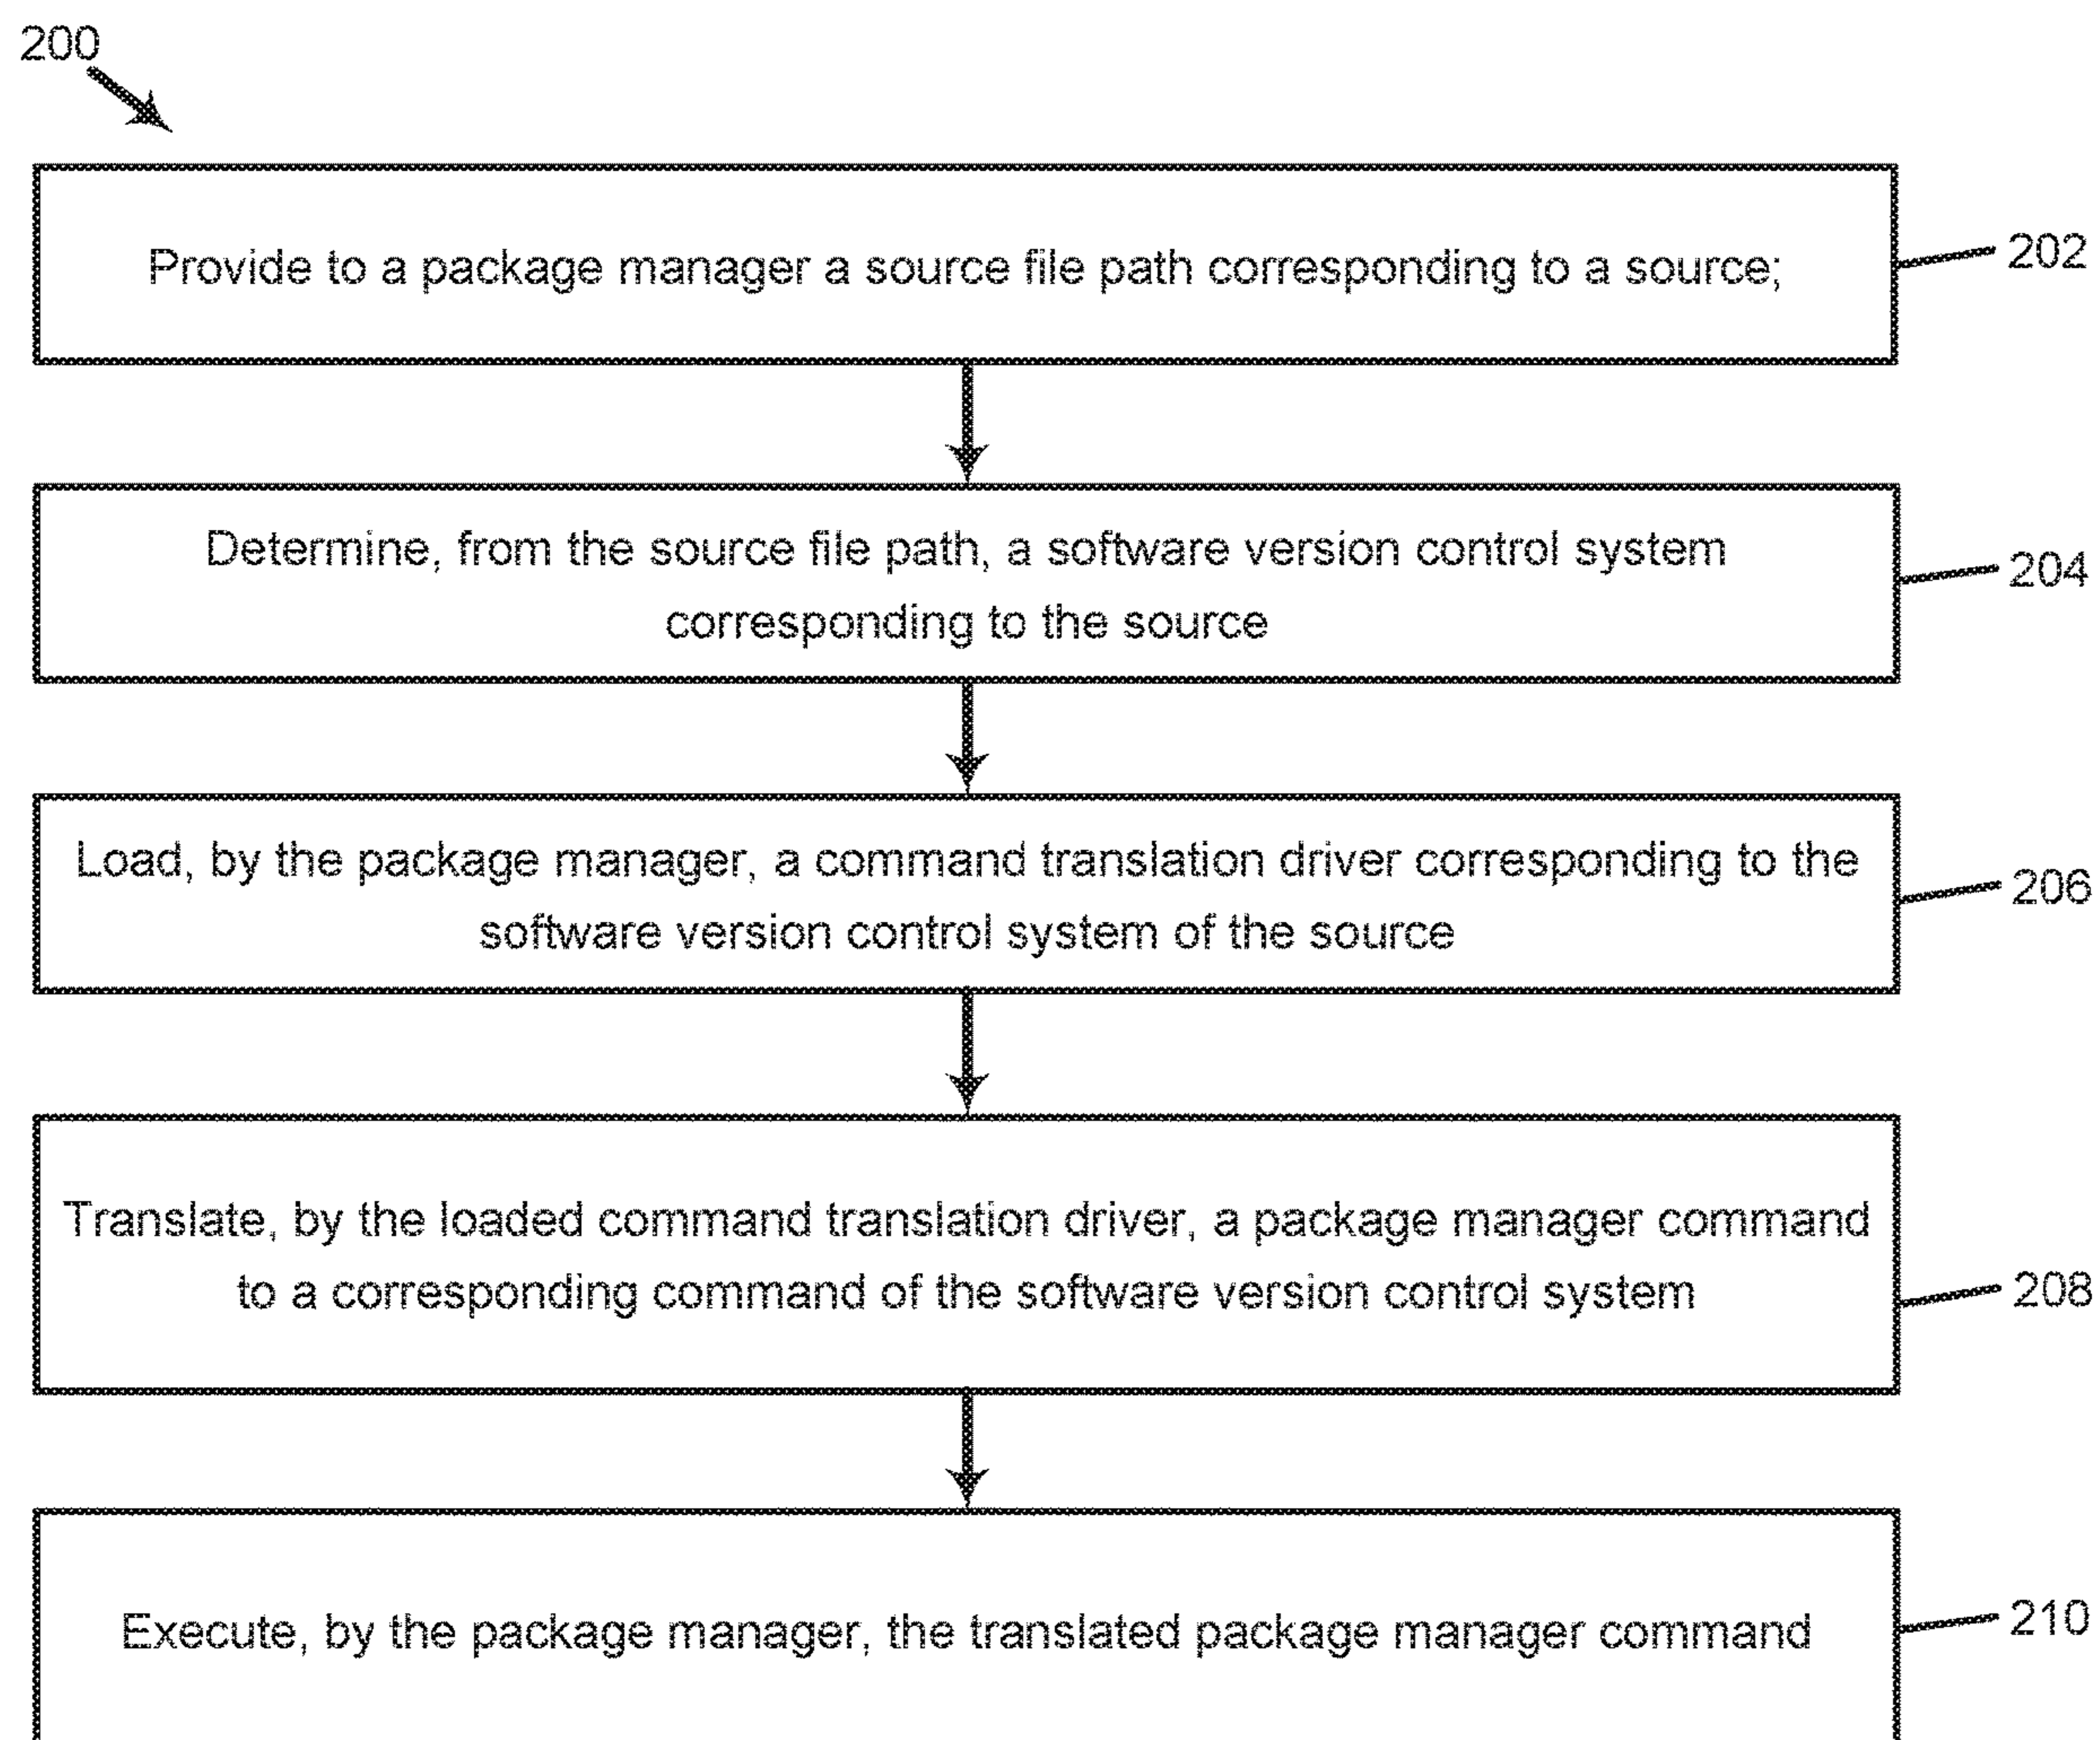 200
Provide to a package manager a source file path corresponding to a source;
202
Determine, from the source file path, a software version control system
corresponding to the source
204
Load, by the package manager, a command translation driver corresponding to the
software version control system of the source
206
Translate, by the loaded command translation driver, a package manager command
to a corresponding command of the software version control system
208
Execute, by the package manager, the translated package manager command
210